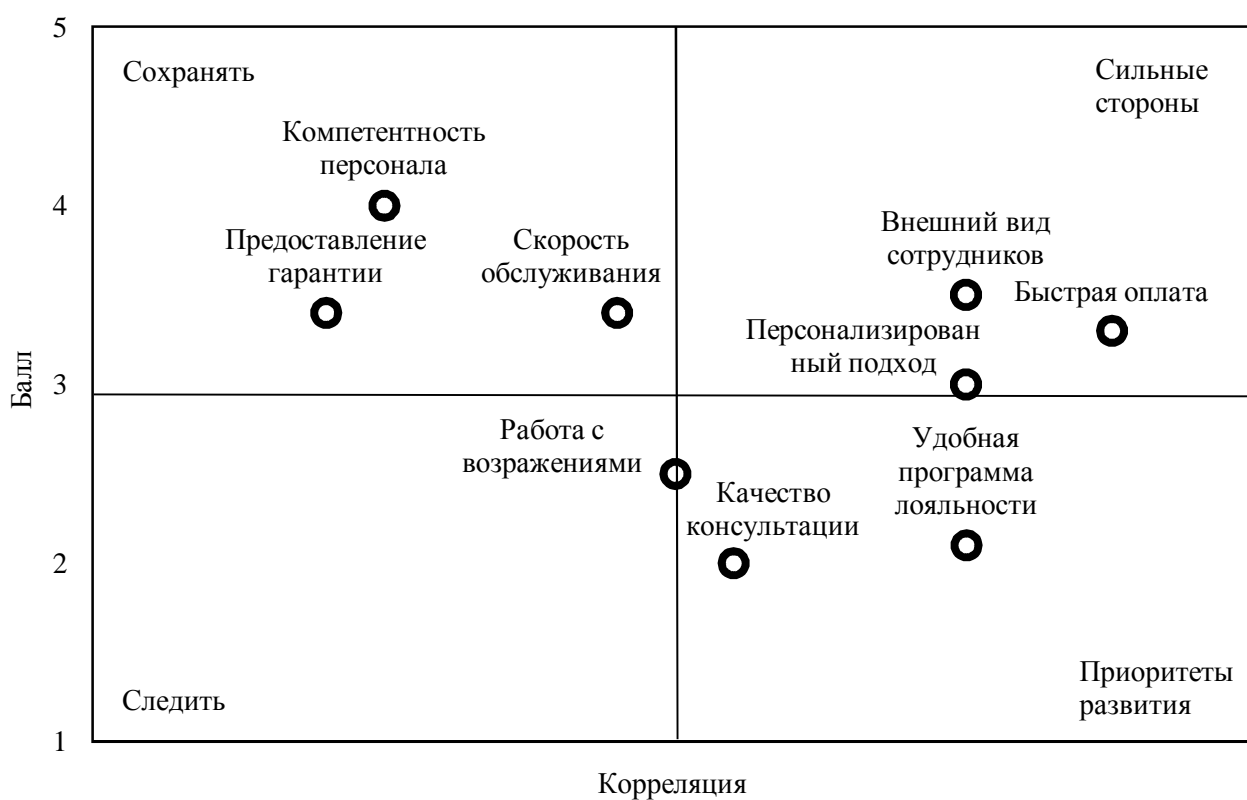 5
Сохранять
Сильные
стороны
Компетентность
персонала
4
Предоставление
гарантии
Скорость
обслуживания
Внешний вид
сотрудников
Быстрая оплата
Персонализирован
ный подход
3
Балл
Работа с
возражениями
Удобная
программа
лояльности
Качество
консультации
2
Приоритеты
развития
Следить
1
Корреляция